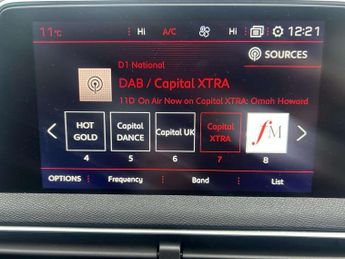 11°C Hi A/C Hi 12:21
SOURCES
D1 National
DAB / Capital XTRA
11D On Air Now on Capital XTRA: Omah Howard
HOT GOLD
Capital DANCE
Capital UK
Capital XTRA
fM
4 5 6 7 8
OPTIONS Frequency Band List